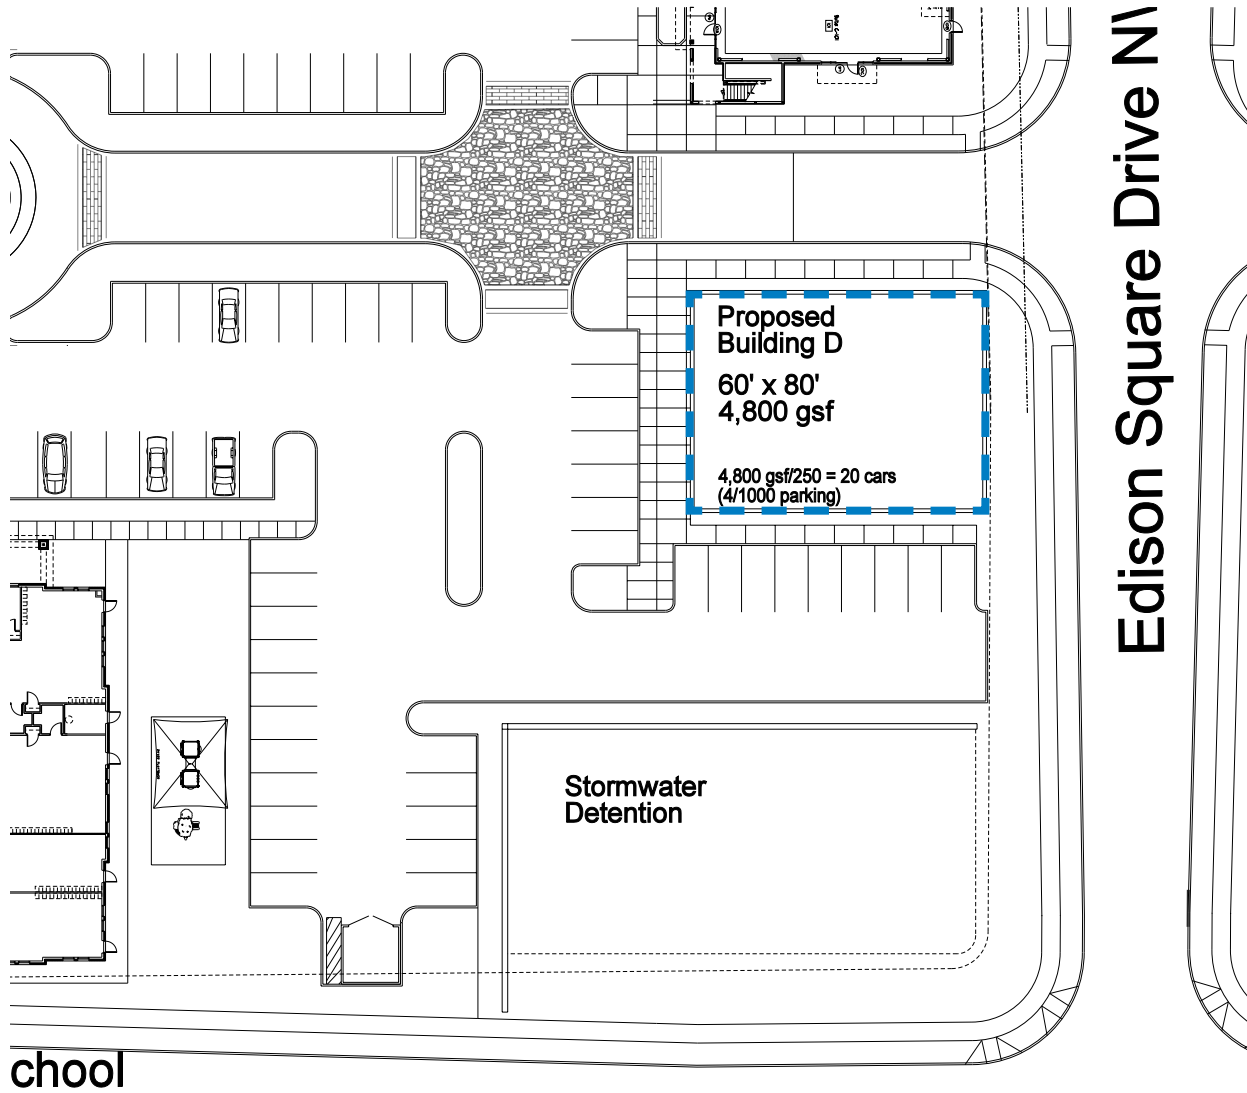 Edison Square Drive NW
Proposed
Building D
60' x 80'
4,800 gsf
4,800 gsf/250 = 20 cars
(4/1000 parking)
Stormwater
Detention
chool